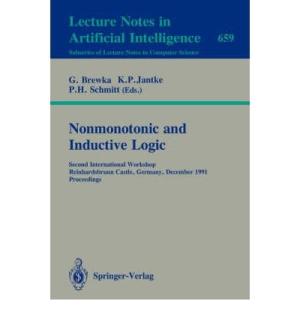 Lecture Notes in
Artificial Intelligence 659
Subseries of Lecture Notes in Computer Science
G. Brewka K.P. Jantke
P.H. Schmitt (Eds.)
Nonmonotonic and
Inductive Logic
Second International Workshop
Reinhardsbrunn Castle, Germany, December 1991
Proceedings
Springer-Verlag